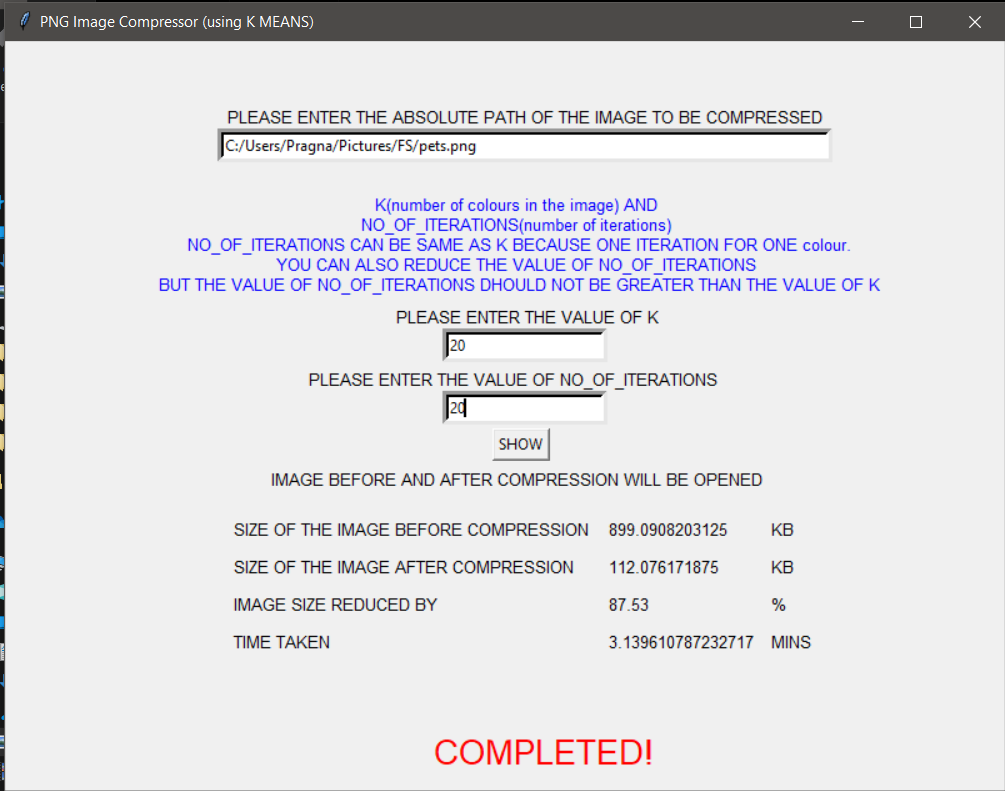 PNG Image Compressor (using K MEANS)
PLEASE ENTER THE ABSOLUTE PATH OF THE IMAGE TO BE COMPRESSED
C:/Users/Pragna/Pictures/FS/pets.png
K(number of colours in the image) AND
NO_OF_ITERATIONS(number of iterations)
NO_OF_ITERATIONS CAN BE SAME AS K BECAUSE ONE ITERATION FOR ONE colour.
YOU CAN ALSO REDUCE THE VALUE OF NO_OF_ITERATIONS
BUT THE VALUE OF NO_OF_ITERATIONS DHOULD NOT BE GREATER THAN THE VALUE OF K
PLEASE ENTER THE VALUE OF K
20
PLEASE ENTER THE VALUE OF NO_OF_ITERATIONS
20
SHOW
IMAGE BEFORE AND AFTER COMPRESSION WILL BE OPENED
SIZE OF THE IMAGE BEFORE COMPRESSION 899.0908203125 KB
SIZE OF THE IMAGE AFTER COMPRESSION 112.076171875 KB
IMAGE SIZE REDUCED BY 87.53 %
TIME TAKEN 3.139610787232717 MINS
COMPLETED!